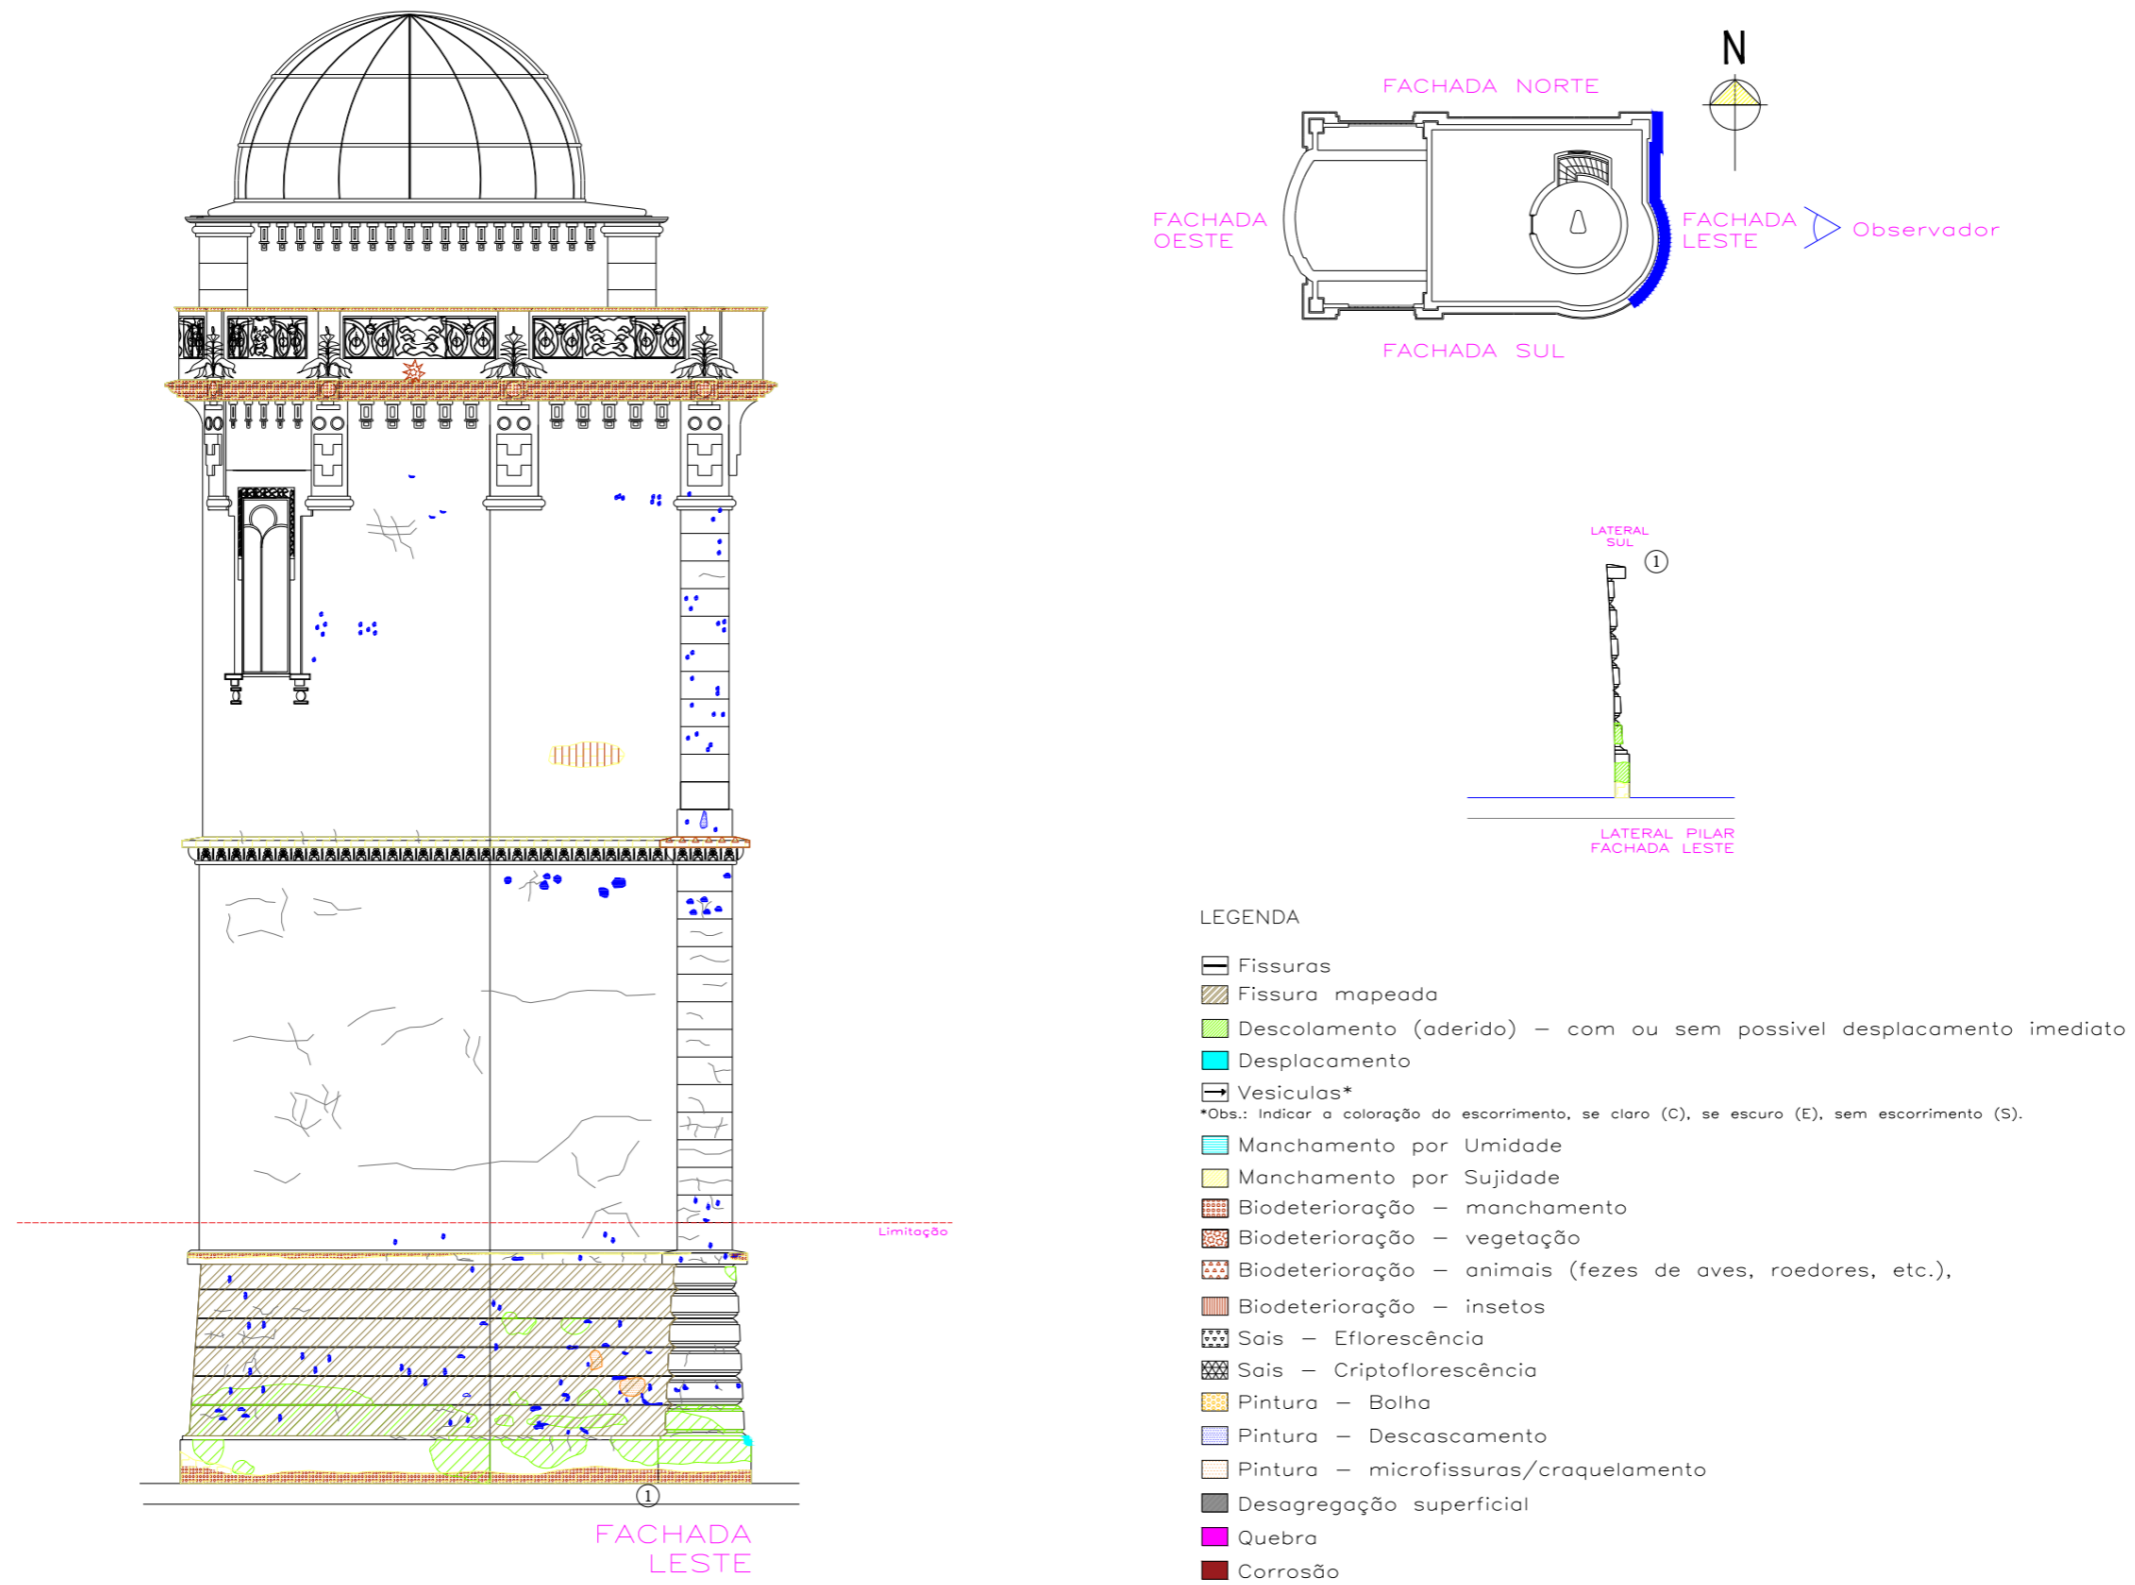 N
FACHADA NORTE
FACHADA
OESTE
FACHADA
LESTE
Observador
FACHADA SUL
LATERAL
SUL
1
LATERAL PILAR
FACHADA LESTE
LEGENDA
Fissuras
Fissura mapeada
Descolamento (aderido) – com ou sem possivel desplacamento imediato
Desplacamento
Vesiculas*
*Obs.: Indicar a coloração do escorrimento, se claro (C), se escuro (E), sem escorrimento (S).
Manchamento por Umidade
Manchamento por Sujidade
Biodeterioração – manchamento
Biodeterioração – vegetação
Biodeterioração – animais (fezes de aves, roedores, etc.),
Biodeterioração – insetos
Sais – Eflorescência
Sais – Criptoflorescência
Pintura – Bolha
Pintura – Descascamento
Pintura – microfissuras/craquelamento
Desagregação superficial
Quebra
Corrosão
Limitação
1
FACHADA
LESTE